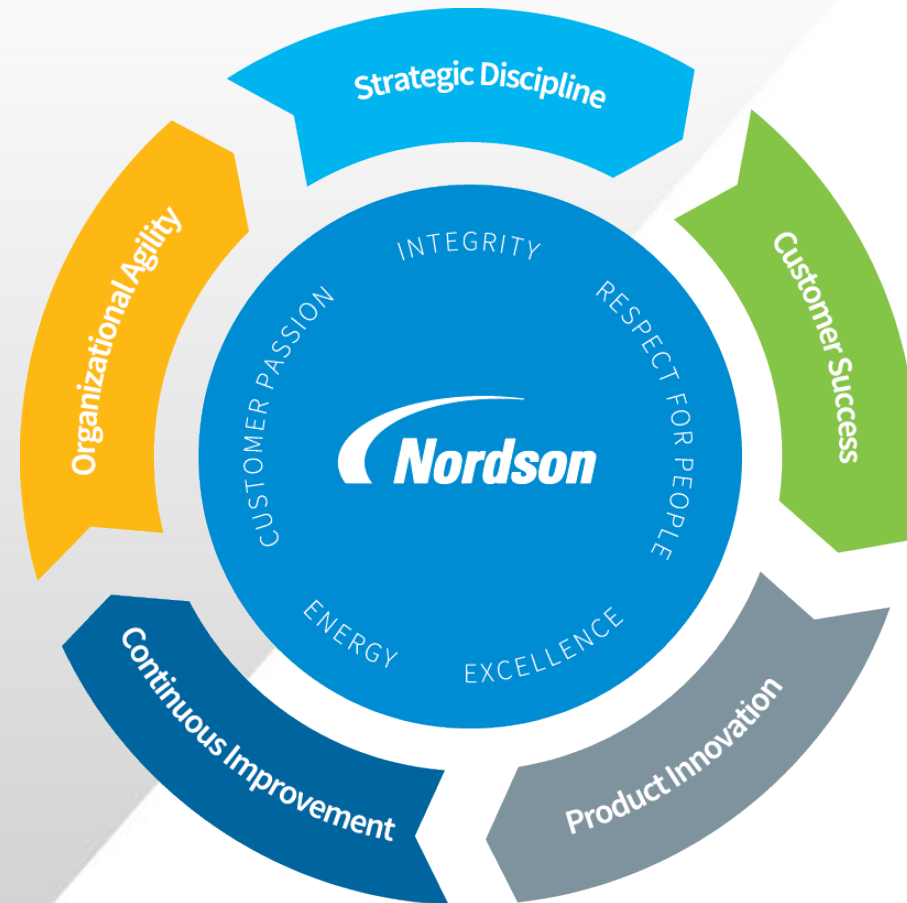 Strategic Discipline
Customer Success
Product Innovation
Continuous Improvement
Organizational Agility
INTEGRITY
RESPECT FOR PEOPLE
EXCELLENCE
ENERGY
CUSTOMER PASSION
Nordson